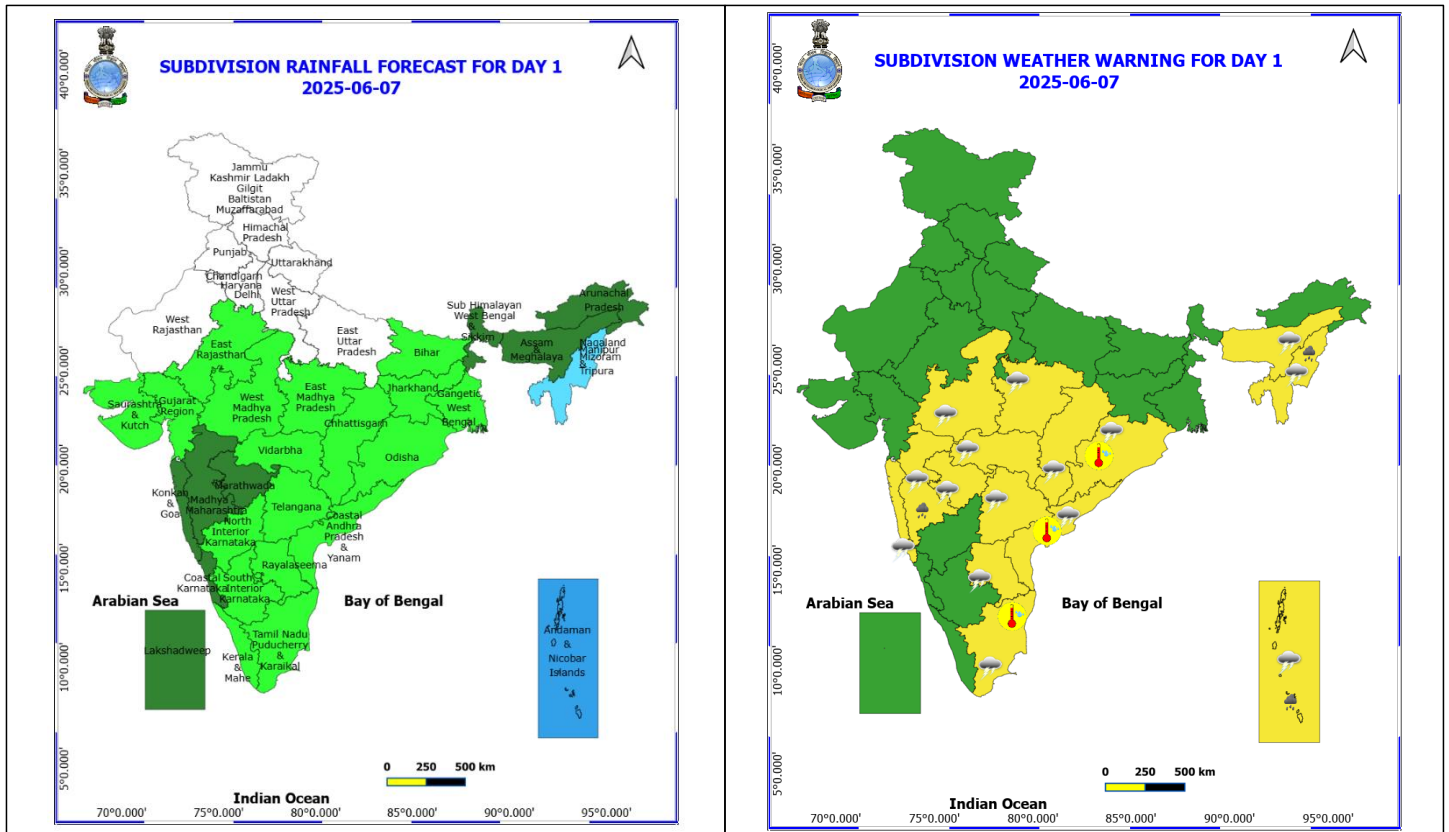 SUBDIVISION RAINFALL FORECAST FOR DAY 1
2025-06-07
40°0.000'
35°0.000'
30°0.000'
25°0.000'
20°0.000'
15°0.000'
10°0.000'
5°0.000'
Jammu
Kashmir Ladakh
Gilgit
Baltistan
Muzaffarabad
Himachal
Pradesh
Punjab
Uttarakhand
Chandigarh
Haryana
Delhi
West
Uttar
Pradesh
West
Rajasthan
East
Rajasthan
East
Uttar
Pradesh
Bihar
Sub Himalayan
West Bengal
&
Sikkim
Arunachal
Pradesh
Assam
&
Meghalaya
Nagaland
Manipur
Mizoram
&
Tripura
Saurashtra
&
Kutch
Gujarat
Region
West
Madhya
Pradesh
East
Madhya
Pradesh
Jharkhand
Gangetic
West
Bengal
Chhattisgarh
Vidarbha
Odisha
Konkan
&
Goa
Madhya
Maharashtra
Marathwada
Telangana
North
Interior
Karnataka
Coastal
Andhra
Pradesh
&
Yanam
Rayalaseema
Coastal
Karnataka
South
Interior
Karnataka
Arabian Sea
Bay of Bengal
Lakshadweep
Kerala
&
Mahe
Tamil Nadu
Puducherry
&
Karaikal
Andaman
&
Nicobar
Islands
0 250 500 km
Indian Ocean
70°0.000' 75°0.000' 80°0.000' 85°0.000' 90°0.000' 95°0.000'
SUBDIVISION WEATHER WARNING FOR DAY 1
2025-06-07
40°0.000'
35°0.000'
30°0.000'
25°0.000'
20°0.000'
15°0.000'
10°0.000'
5°0.000'
Arabian Sea
Bay of Bengal
0 250 500 km
Indian Ocean
70°0.000' 75°0.000' 80°0.000' 85°0.000' 90°0.000' 95°0.000'